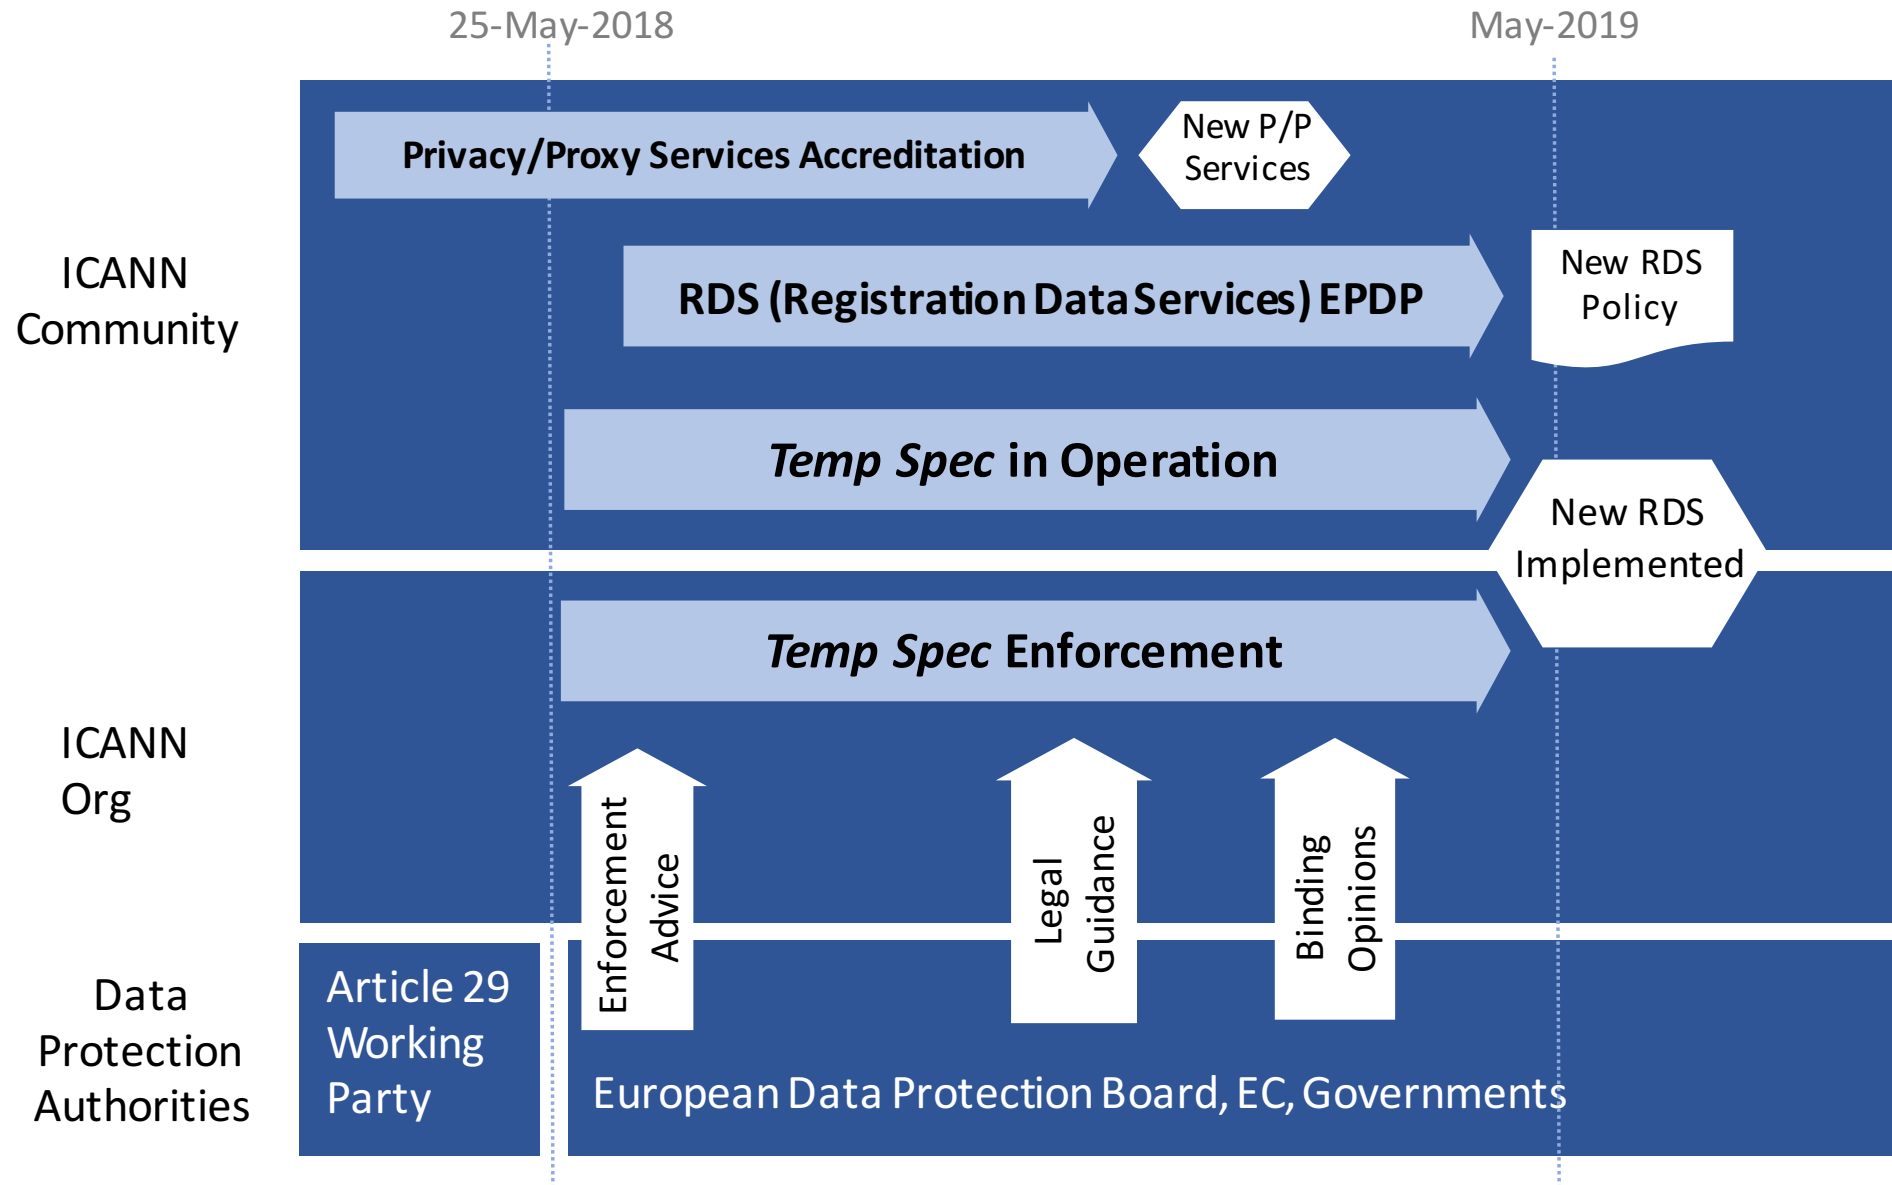 25-May-2018
May-2019
ICANN
Community
Privacy/Proxy Services Accreditation
New P/P
Services
RDS (Registration Data Services) EPDP
New RDS
Policy
Temp Spec in Operation
New RDS
Implemented
ICANN
Org
Temp Spec Enforcement
Enforcement
Advice
Legal
Guidance
Binding
Opinions
Data
Protection
Authorities
Article 29
Working
Party
European Data Protection Board, EC, Governments